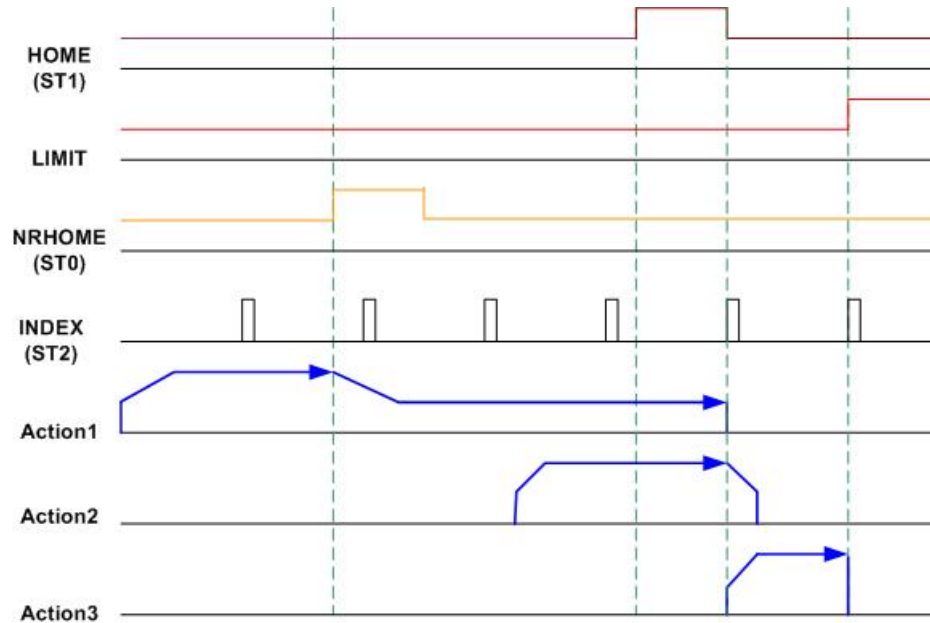 HOME
(ST1)
LIMIT
NRHOME
(ST0)
INDEX
(ST2)
Action1
Action2
Action3